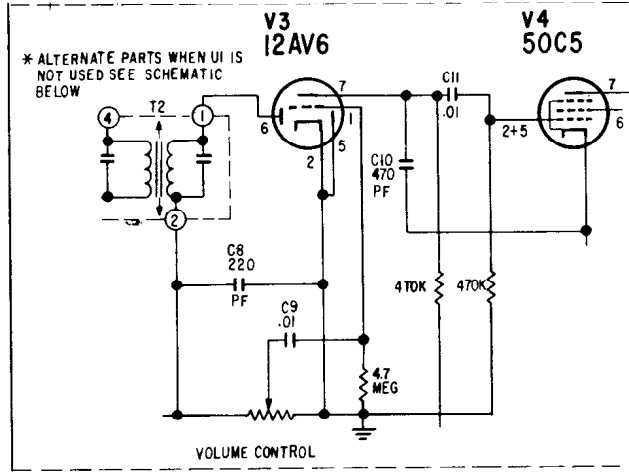 V3
12AV6
V4
50C5
* ALTERNATE PARTS WHEN U1 IS
NOT USED SEE SCHEMATIC
BELOW
T2
4
1
2
6
7
1
5
2
C11
.01
2+5
6
C10
470
PF
C8
220
PF
C9
.01
470K
470K
4.7
MEG
VOLUME CONTROL